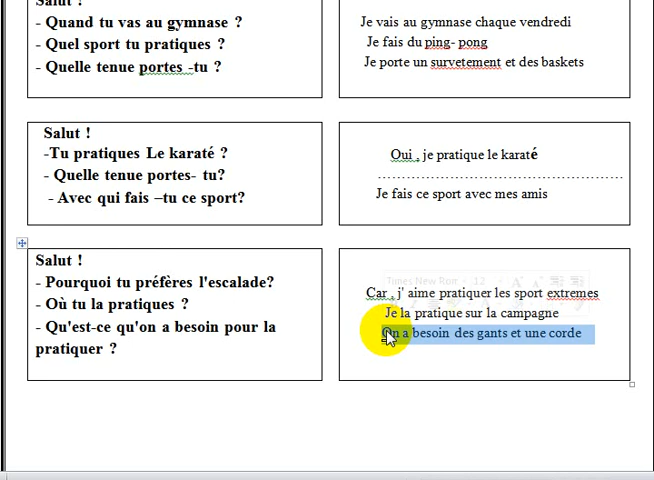 Salut !
- Quand tu vas au gymnase ?
- Quel sport tu pratiques ?
- Quelle tenue portes -tu ?
Je vais au gymnase chaque vendredi
Je fais du ping- pong
Je porte un survetement et des baskets
Salut !
-Tu pratiques Le karaté ?
- Quelle tenue portes- tu?
- Avec qui fais –tu ce sport?
Oui , je pratique le karaté
......................................................
Je fais ce sport avec mes amis
Salut !
- Pourquoi tu préfères l'escalade?
- Où tu la pratiques ?
- Qu'est-ce qu'on a besoin pour la
pratiquer ?
Times New Rom 12
Car , j' aime pratiquer les sport extremes
Je la pratique sur la campagne
On a besoin des gants et une corde